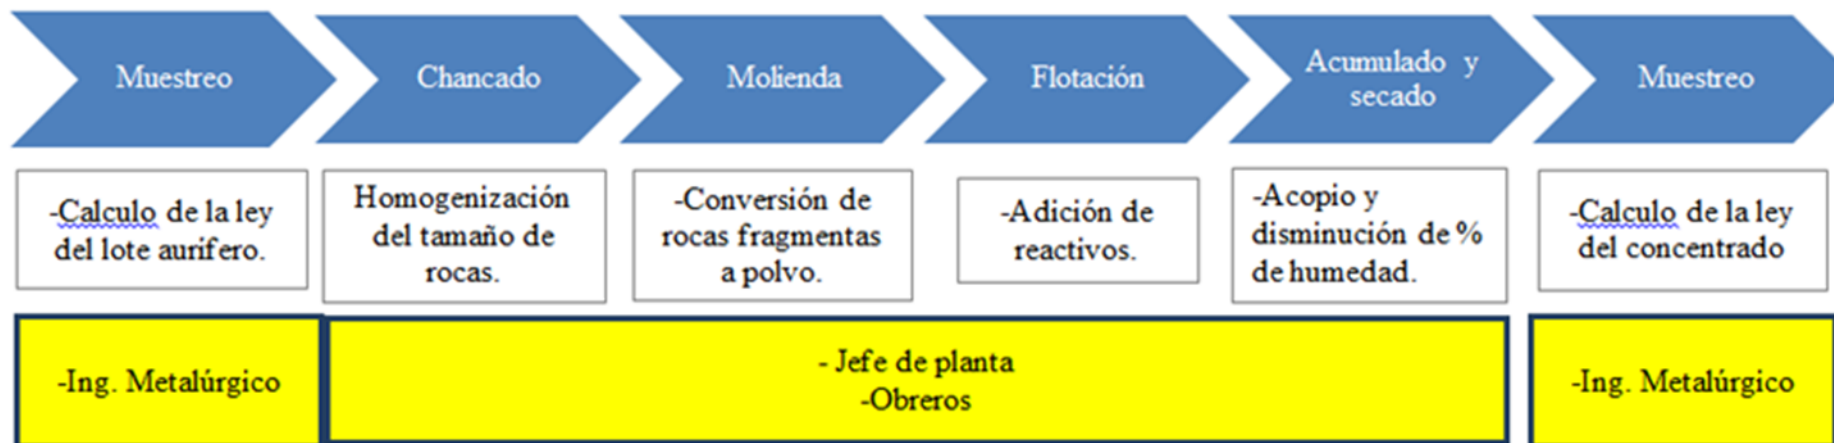 Muestreo
Chancado
Molienda
Flotación
Acumulado y
secado
Muestreo
-Calculo de la ley
del lote aurifero.
Homogenización
del tamaño de
rocas.
-Conversión de
rocas fragmentas
a polvo.
-Adición de
reactivos.
-Acopio y
disminución de %
de humedad.
-Calculo de la ley
del concentrado
-Ing. Metalúrgico
- Jefe de planta
-Obreros
-Ing. Metalúrgico